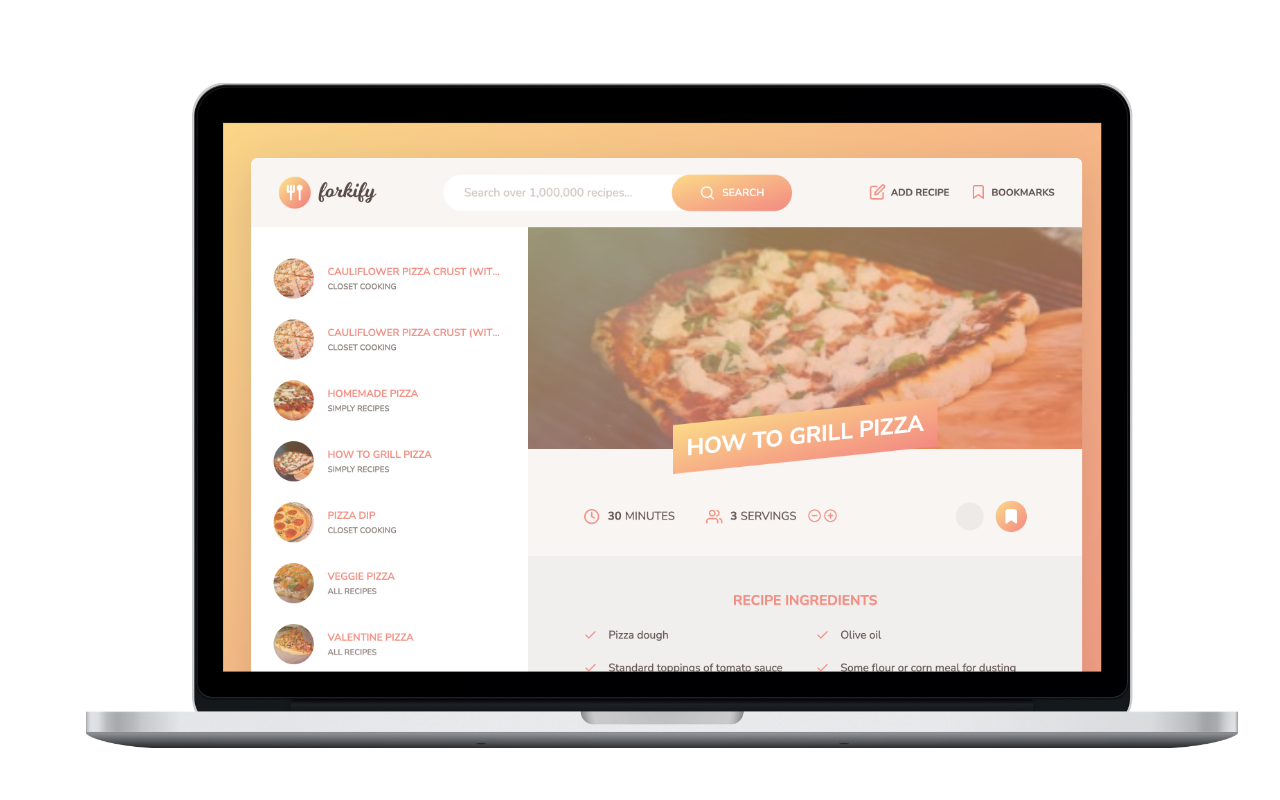 forkify
Search over 1,000,000 recipes...
SEARCH
ADD RECIPE
BOOKMARKS
CAULIFLOWER PIZZA CRUST (WIT...
CLOSET COOKING
CAULIFLOWER PIZZA CRUST (WIT...
CLOSET COOKING
HOMEMADE PIZZA
SIMPLY RECIPES
HOW TO GRILL PIZZA
SIMPLY RECIPES
PIZZA DIP
CLOSET COOKING
VEGGIE PIZZA
ALL RECIPES
VALENTINE PIZZA
ALL RECIPES
HOW TO GRILL PIZZA
30 MINUTES
3 SERVINGS
RECIPE INGREDIENTS
Pizza dough
Olive oil
Standard toppings of tomato sauce
Some flour or corn meal for dusting